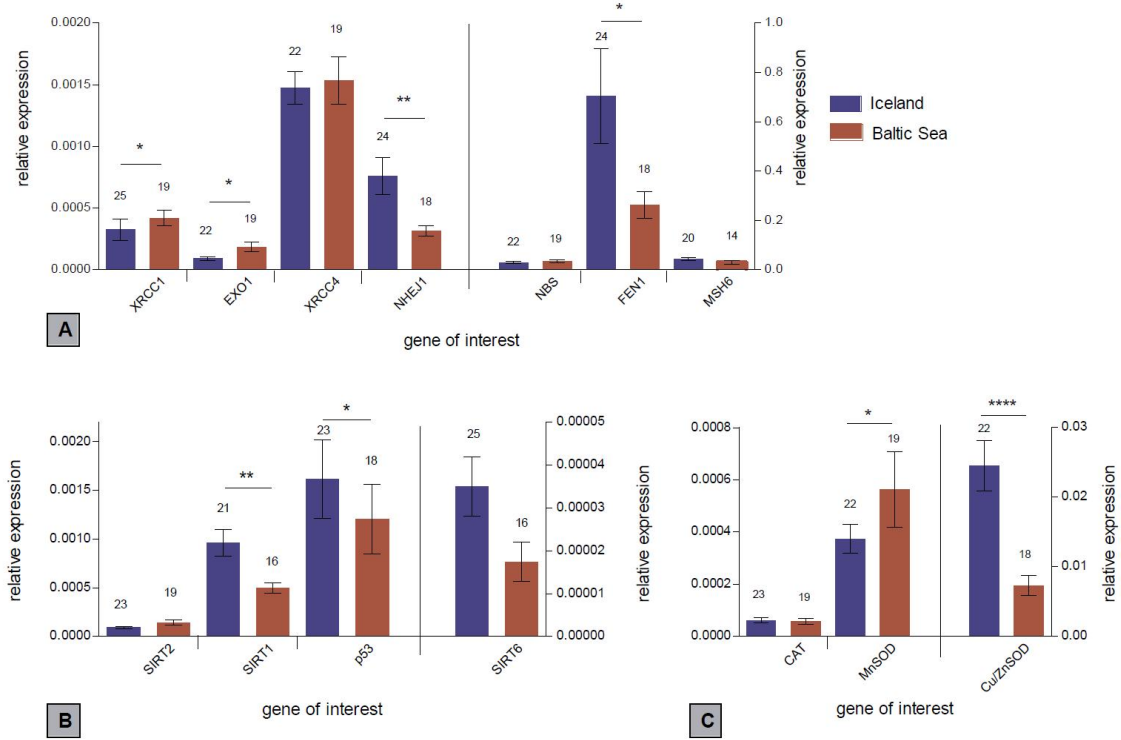 0.0020
0.0015
0.0010
0.0005
0.0000
relative expression
25
19
*
22
19
*
22
19
24
18
**
22
19
24
18
*
20
14
1.0
0.8
0.6
0.4
0.2
0.0
relative expression
XRCC1
EXO1
XRCC4
NHEJ1
NBS
FEN1
MSH6
gene of interest
A
Iceland
Baltic Sea
0.0020
0.0015
0.0010
0.0005
0.0000
relative expression
23
19
21
16
**
23
18
*
25
16
0.00005
0.00004
0.00003
0.00002
0.00001
0.00000
relative expression
SIRT2
SIRT1
p53
SIRT6
gene of interest
B
0.0008
0.0006
0.0004
0.0002
0.0000
23
19
22
19
*
22
18
****
0.03
0.02
0.01
0.00
relative expression
CAT
MnSOD
Cu/ZnSOD
gene of interest
C